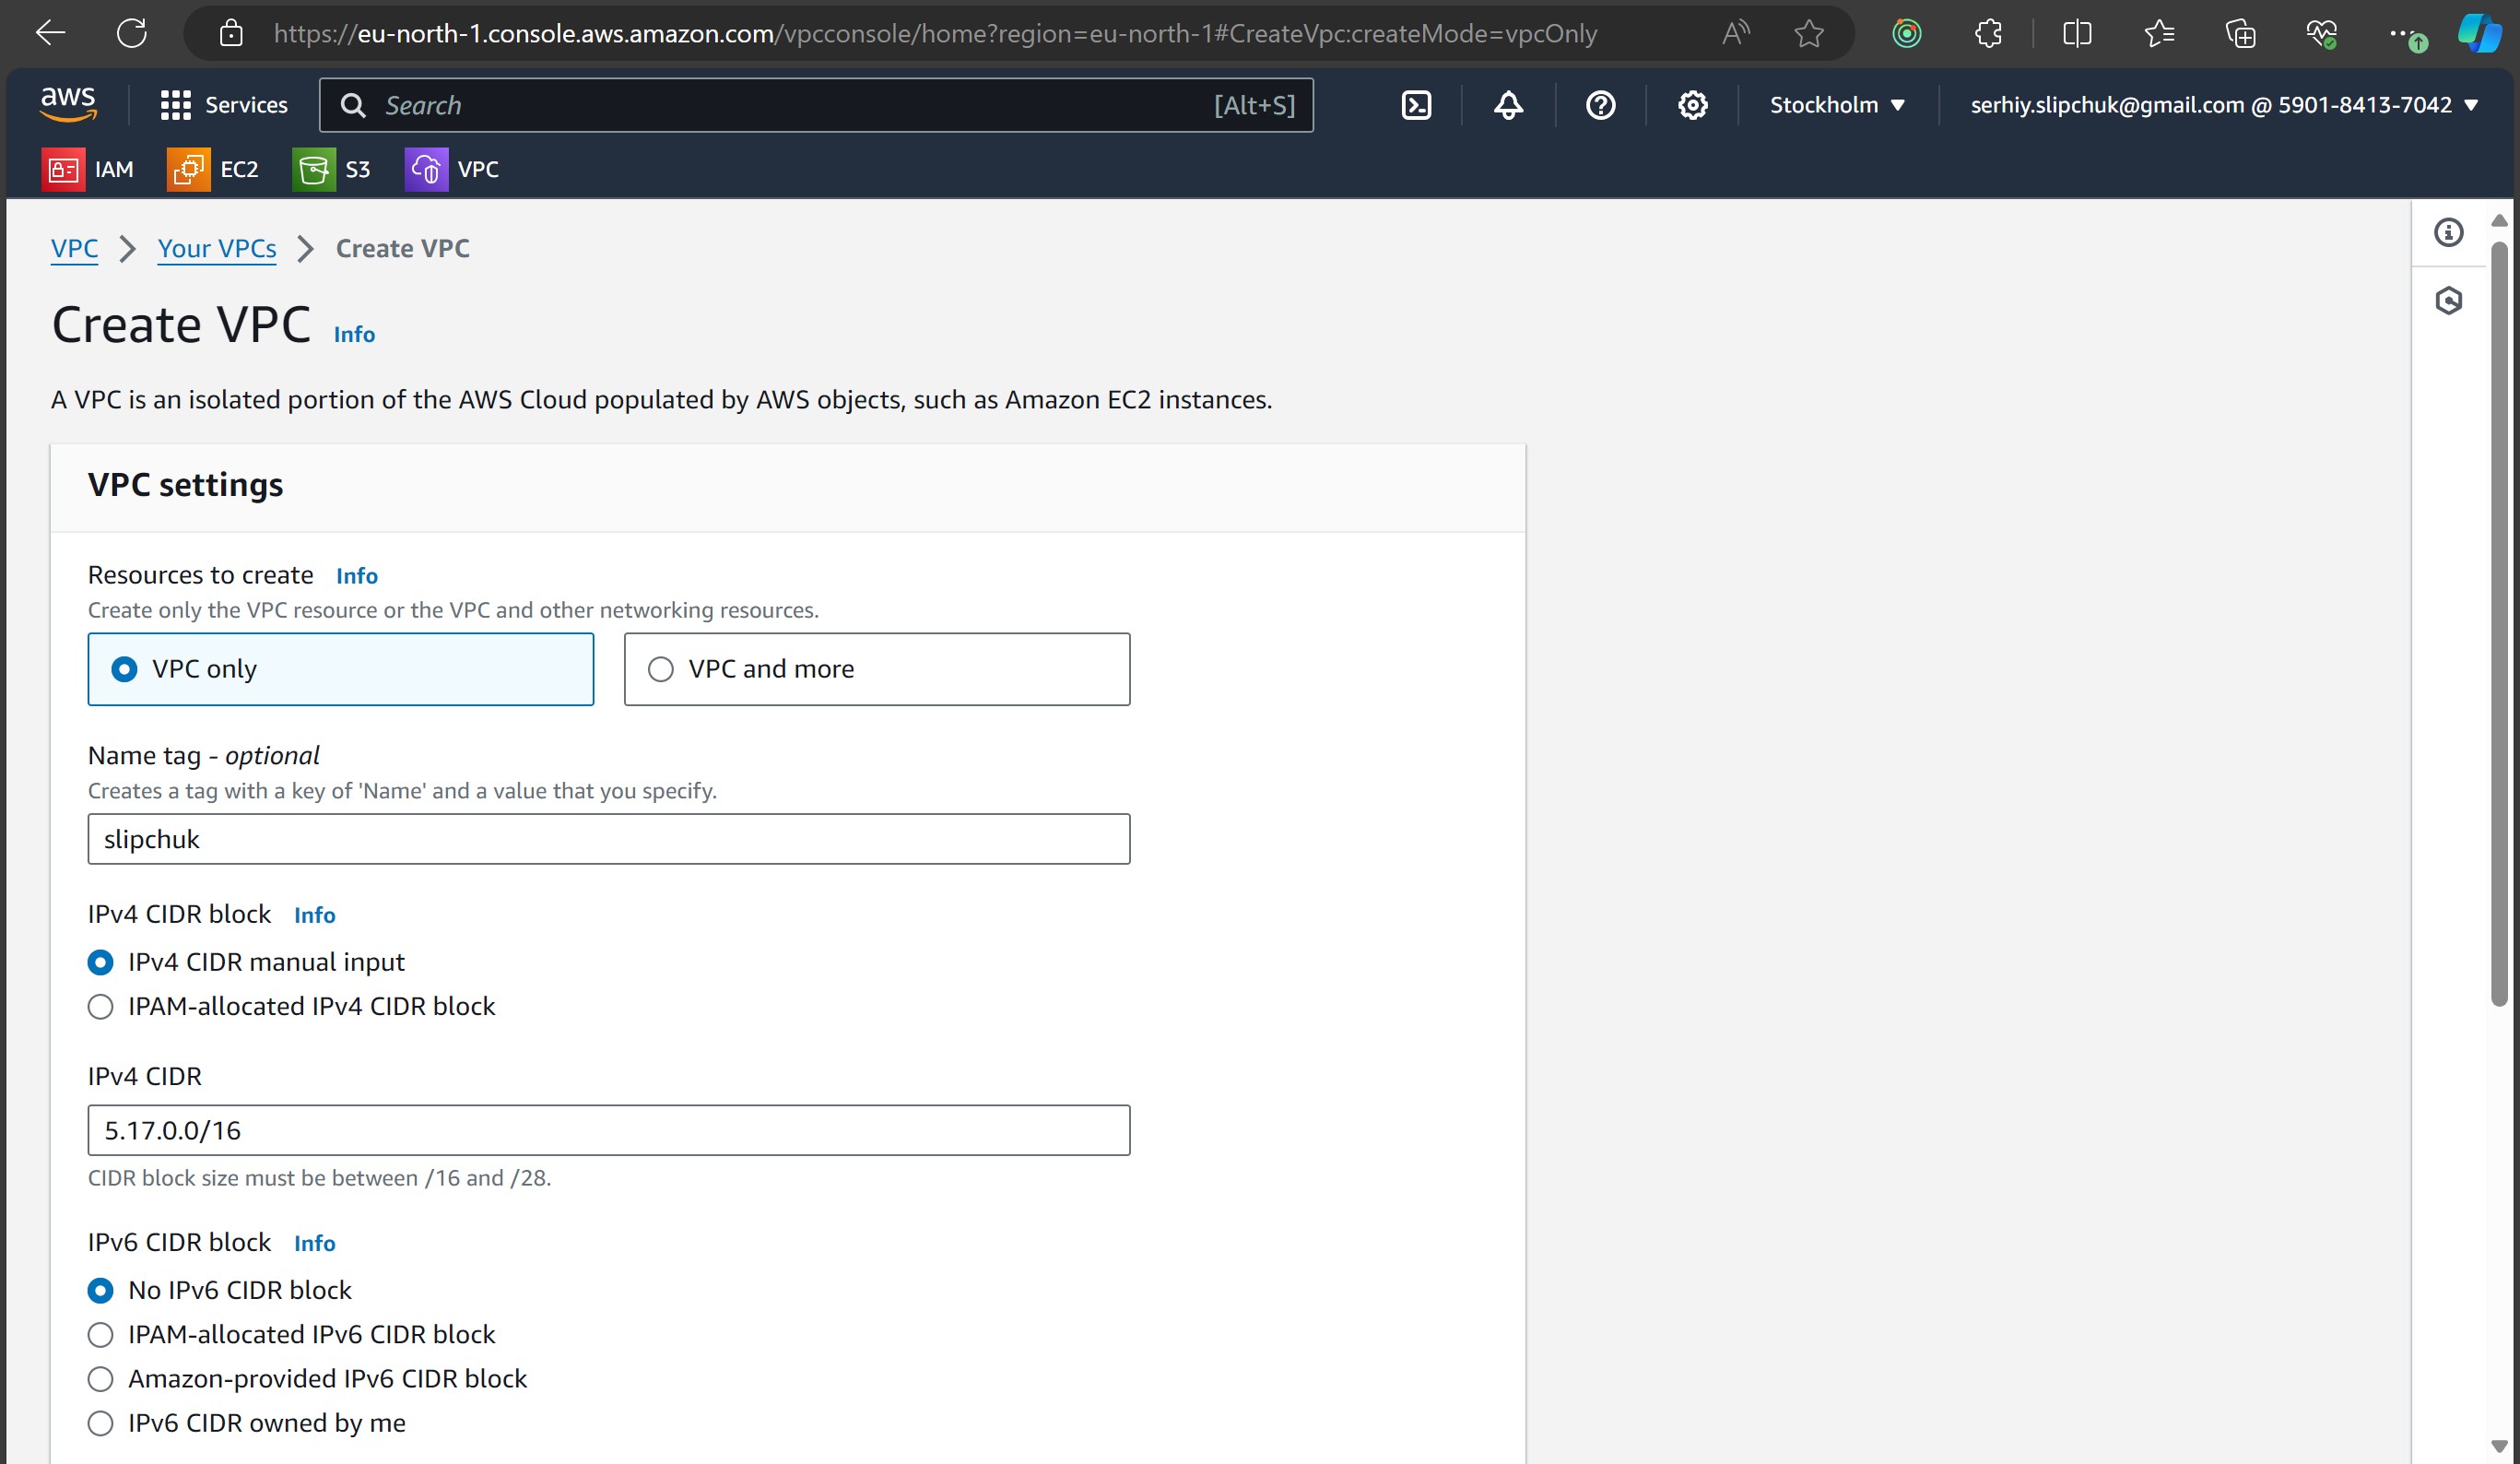 https://eu-north-1.console.aws.amazon.com/vpcconsole/home?region=eu-north-1#CreateVpc:createMode=vpcOnly
aws Services Search [Alt+S] Stockholm serhiy.slipchuk@gmail.com @ 5901-8413-7042
IAM EC2 S3 VPC
VPC Your VPCs Create VPC
Create VPC Info
A VPC is an isolated portion of the AWS Cloud populated by AWS objects, such as Amazon EC2 instances.
VPC settings
Resources to create Info
Create only the VPC resource or the VPC and other networking resources.
VPC only VPC and more
Name tag - optional
Creates a tag with a key of 'Name' and a value that you specify.
slipchuk
IPv4 CIDR block Info
IPv4 CIDR manual input
IPAM-allocated IPv4 CIDR block
IPv4 CIDR
5.17.0.0/16
CIDR block size must be between /16 and /28.
IPv6 CIDR block Info
No IPv6 CIDR block
IPAM-allocated IPv6 CIDR block
Amazon-provided IPv6 CIDR block
IPv6 CIDR owned by me